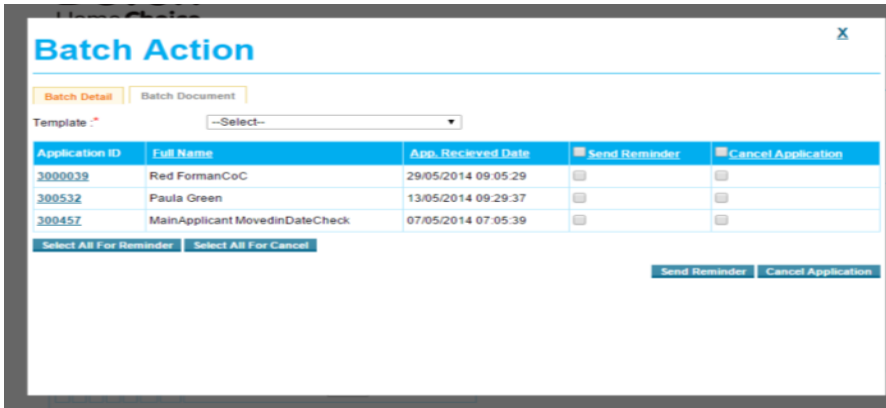 Home Choice
Batch Action
X
Batch Detail Batch Document
Template :* --Select--
Application ID Full Name App. Recieved Date Send Reminder Cancel Application
3000039 Red FormanCoC 29/05/2014 09:05:29
300532 Paula Green 13/05/2014 09:29:37
300457 MainApplicant MovedinDateCheck 07/05/2014 07:05:39
Select All For Reminder Select All For Cancel
Send Reminder Cancel Application